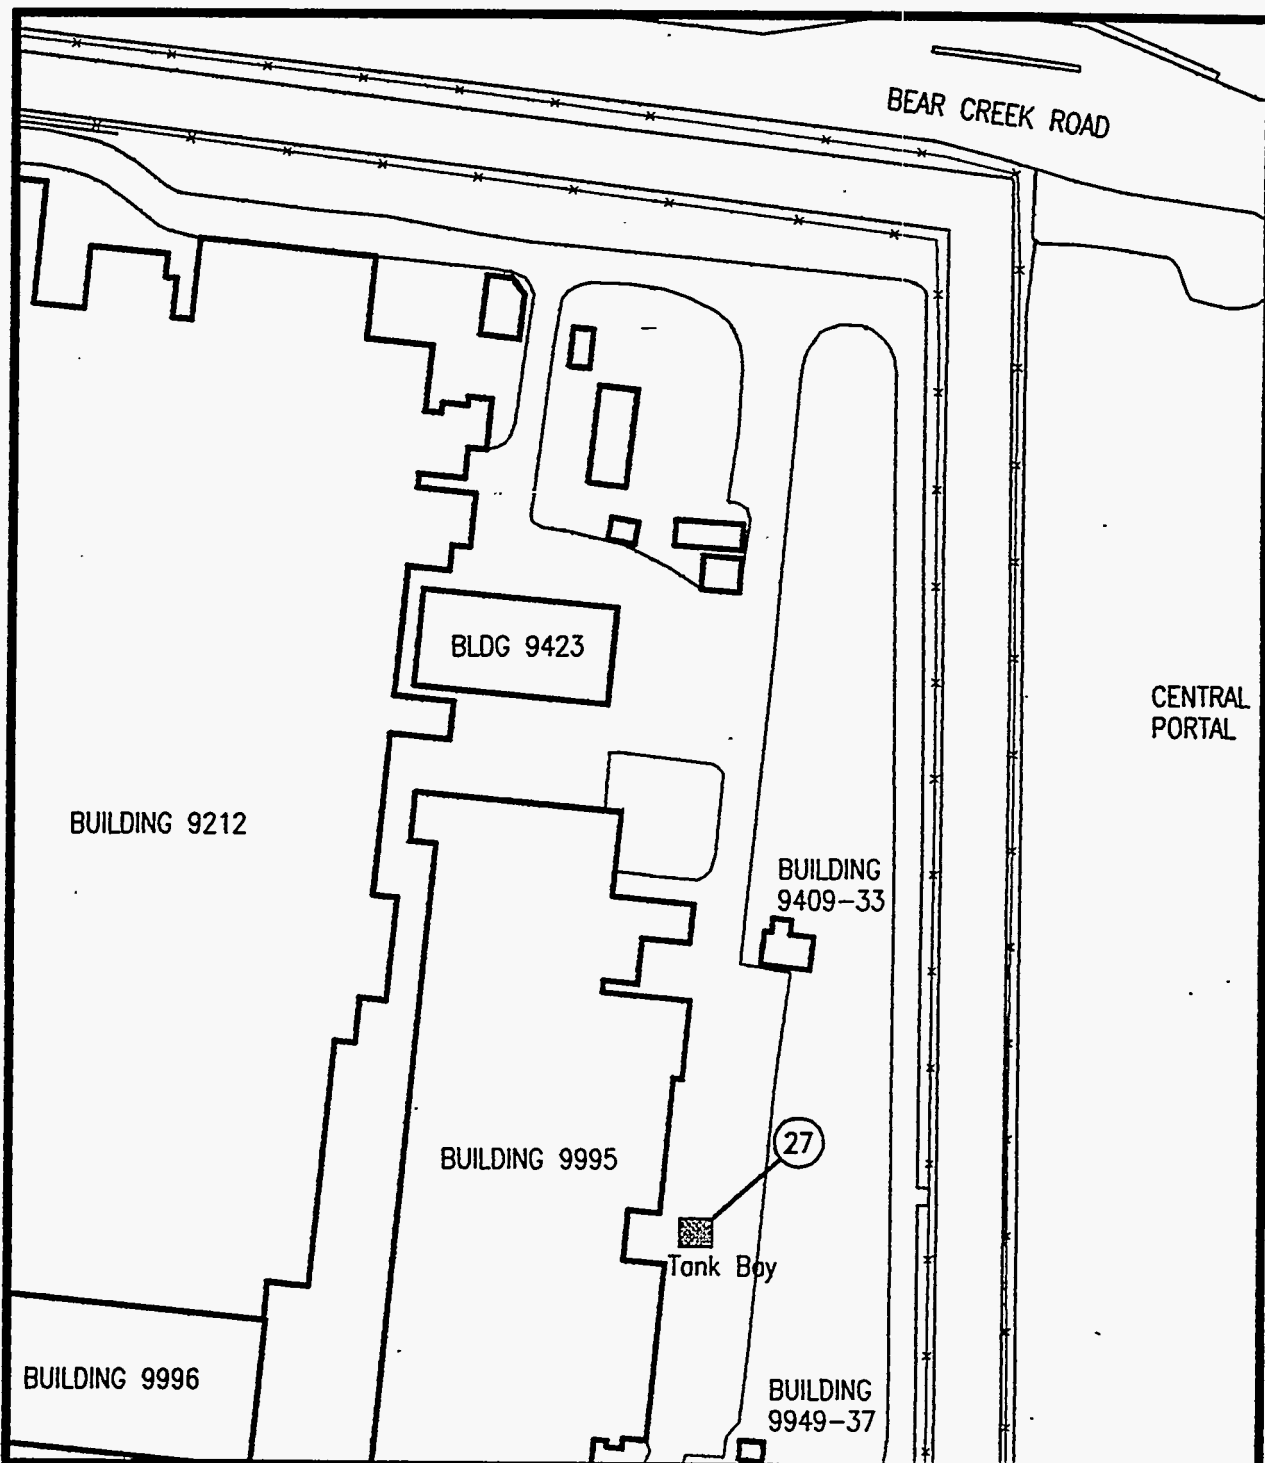 BEAR CREEK ROAD
BLDG 9423
CENTRAL
PORTAL
BUILDING 9212
BUILDING
9409-33
27
BUILDING 9995
Tank Bay
BUILDING 9996
BUILDING
9949-37